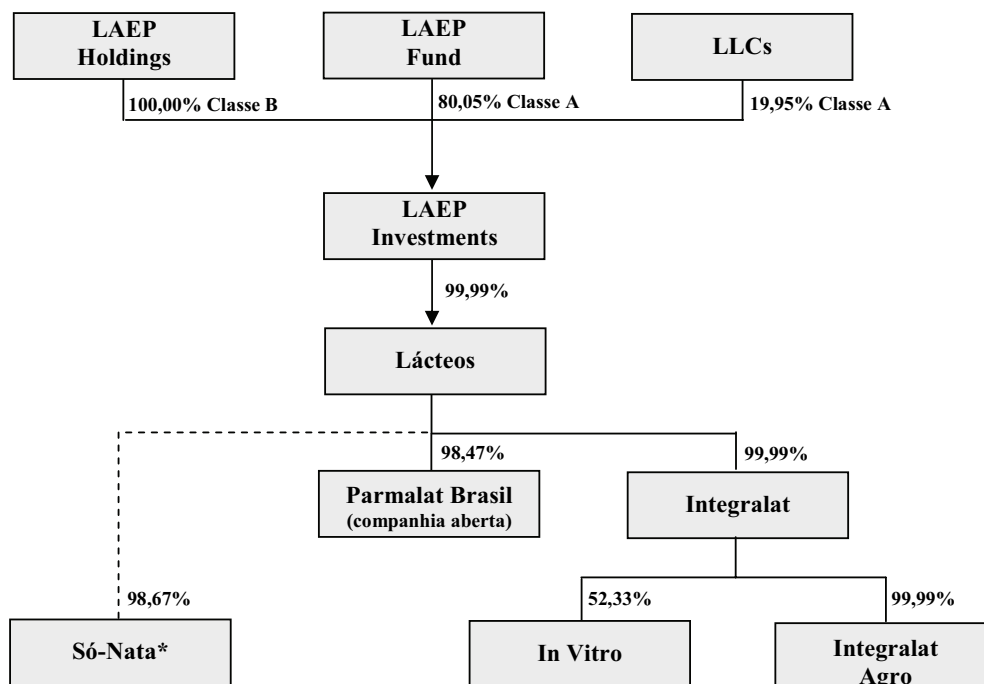 LAEP
Holdings
LAEP
Fund
LLCs
100,00% Classe B
80,05% Classe A
19,95% Classe A
LAEP
Investments
99,99%
Lácteos
98,47%
99,99%
Parmalat Brasil
(companhia aberta)
Integralat
98,67%
52,33%
99,99%
Só-Nata*
In Vitro
Integralat
Agro